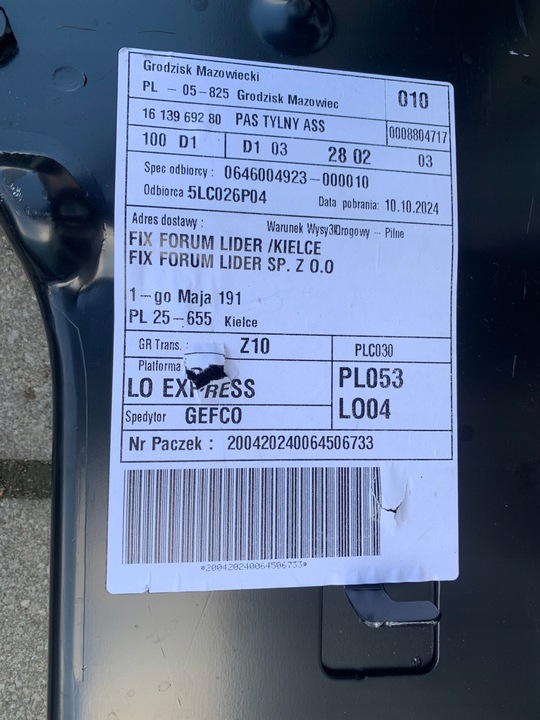 Grodzisk Mazowiecki
PL - 05-825 Grodzisk Mazowiec
010
16 139 692 80 PAS TYLNY ASS
0008804717
100 D1 D1 03 28 02 03
Spec odbiorcy : 0646004923-000010
Odbiorca 5LC026P04 Data pobrania: 10.10.2024
Adres dostawy : Warunek Wysy3IDrogowy - Pilne
FIX FORUM LIDER /KIELCE
FIX FORUM LIDER SP. Z O.O
1-go Maja 191
PL 25-655 Kielce
GR Trans. : Z10 PLC030
Platforma
LO EXPRESS
PL053
L004
Spedytor GEFCO
Nr Paczek : 200420240064506733
*200420240064506733*